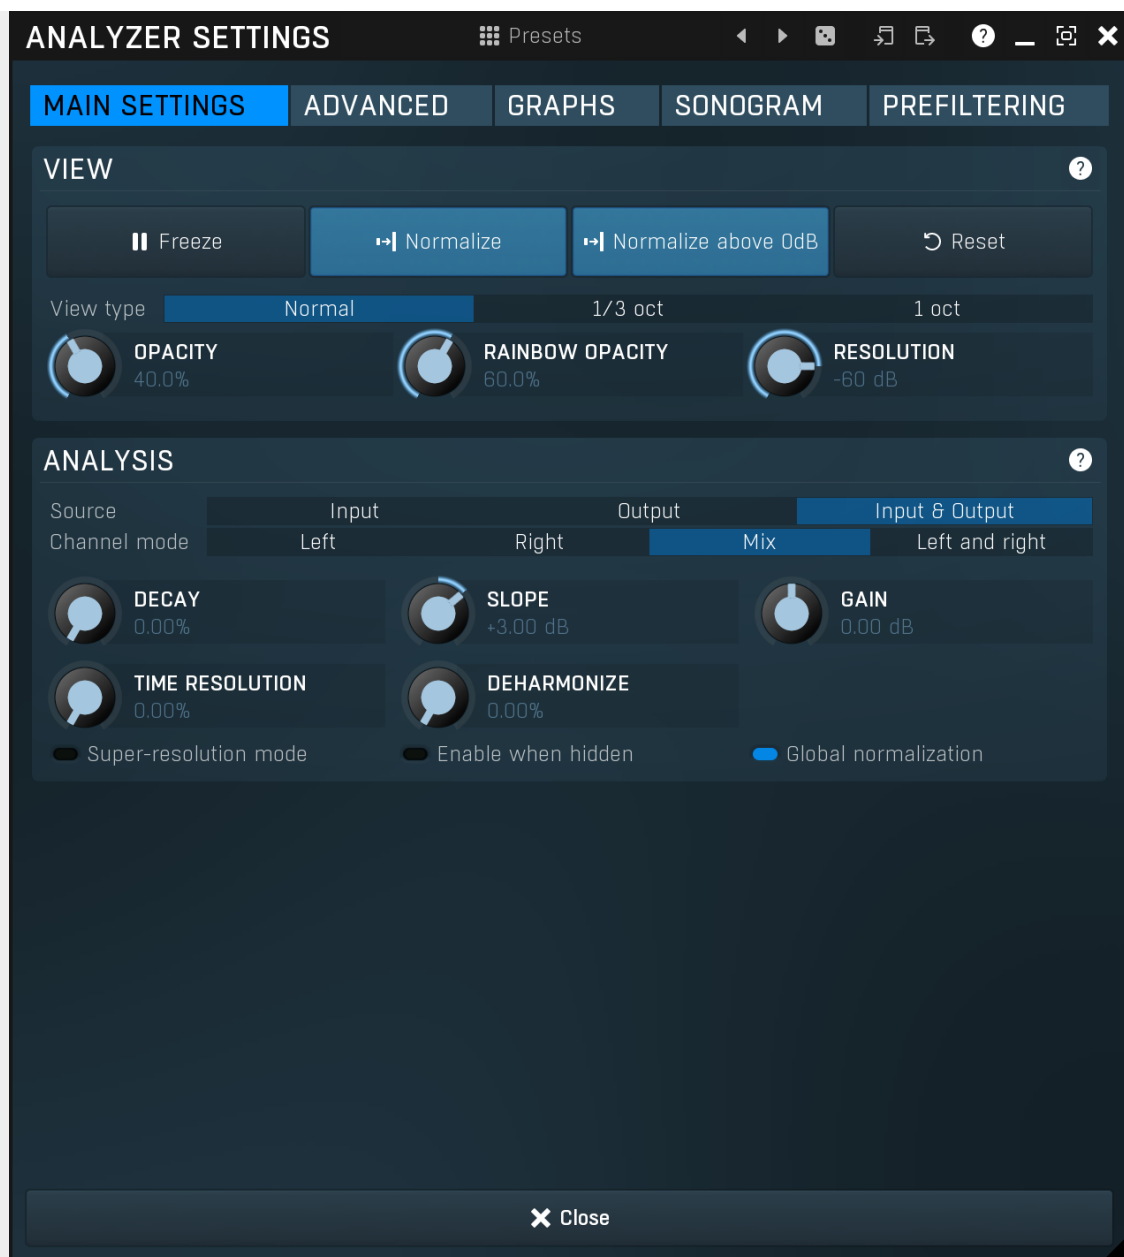 ANALYZER SETTINGS Presets ?
MAIN SETTINGS ADVANCED GRAPHS SONOGRAM PREFILTERING
VIEW ?
Freeze Normalize Normalize above 0dB Reset
View type Normal 1/3 oct 1 oct
OPACITY RAINBOW OPACITY RESOLUTION
40.0% 60.0% -60 dB
ANALYSIS ?
Source Input Output Input & Output
Channel mode Left Right Mix Left and right
DECAY SLOPE GAIN
0.00% +3.00 dB 0.00 dB
TIME RESOLUTION DEHARMONIZE
0.00% 0.00%
Super-resolution mode Enable when hidden Global normalization
Close